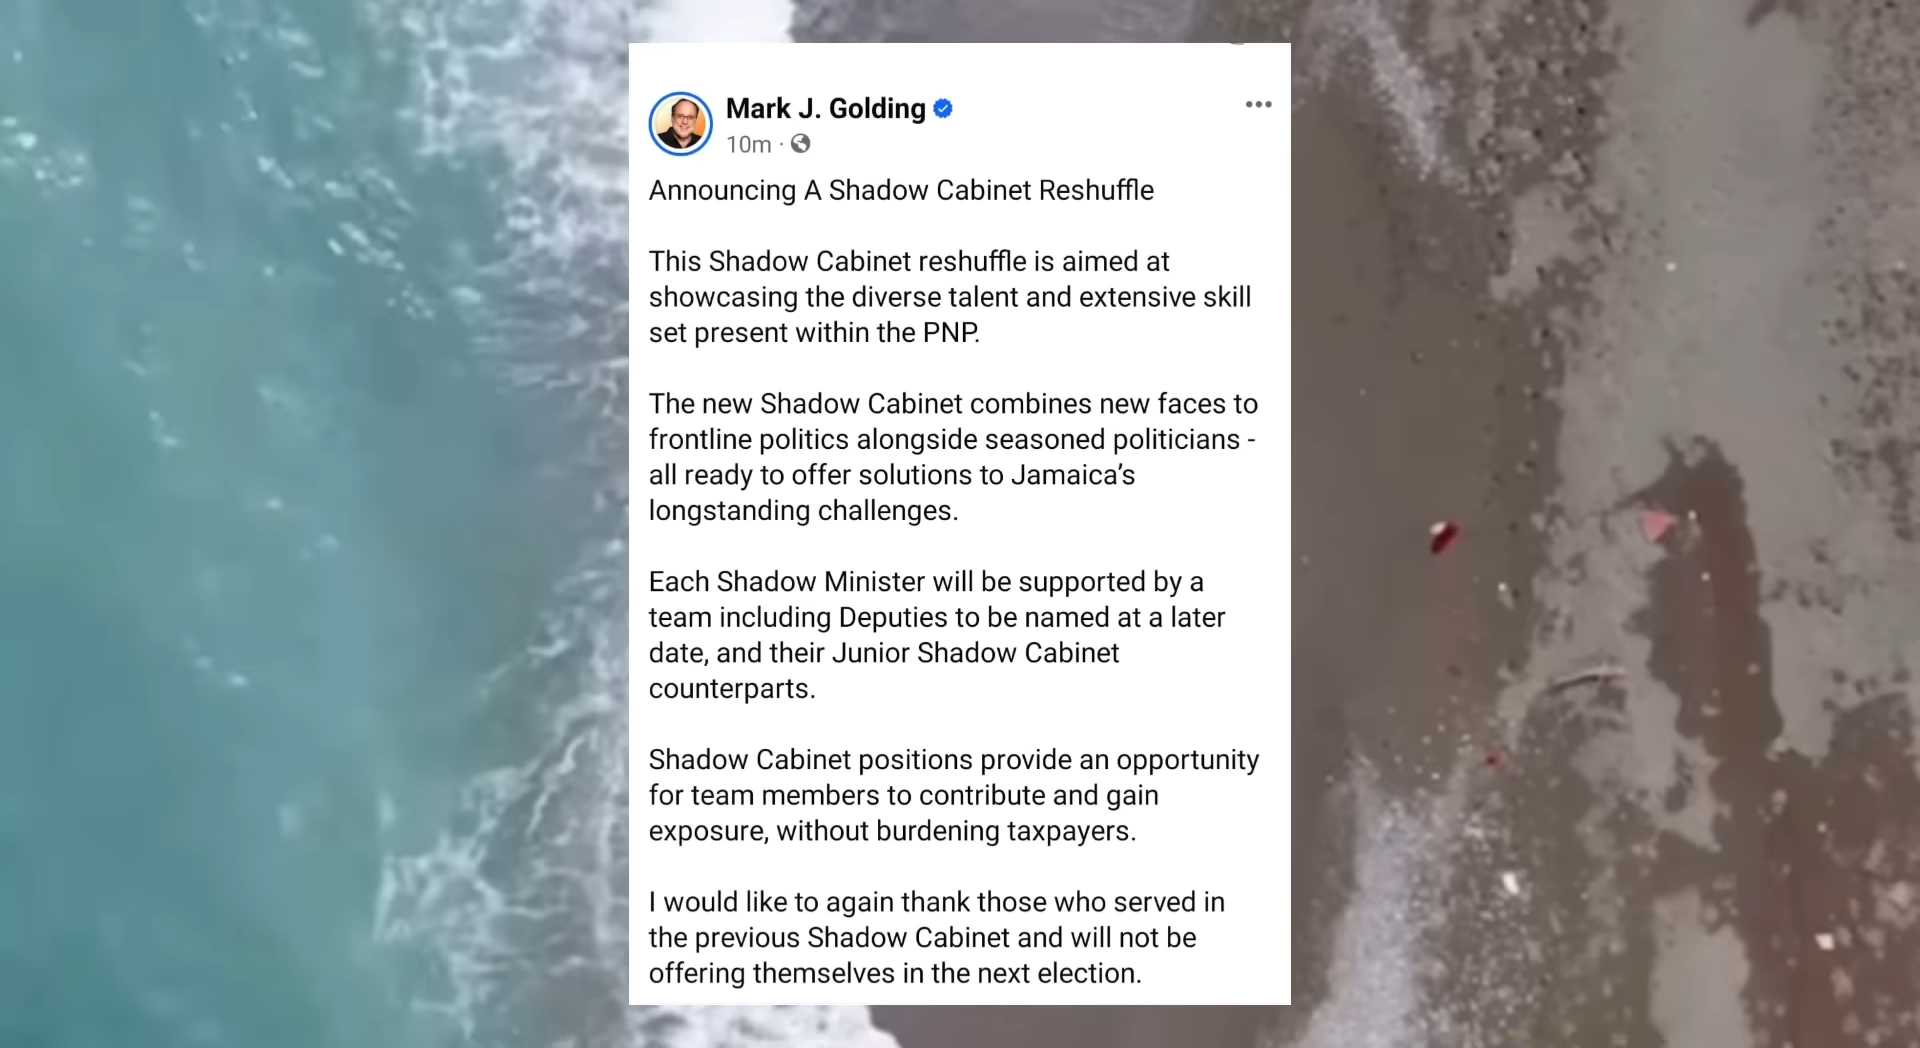 Mark J. Golding
10m ·
Announcing A Shadow Cabinet Reshuffle
This Shadow Cabinet reshuffle is aimed at
showcasing the diverse talent and extensive skill
set present within the PNP.
The new Shadow Cabinet combines new faces to
frontline politics alongside seasoned politicians -
all ready to offer solutions to Jamaica’s
longstanding challenges.
Each Shadow Minister will be supported by a
team including Deputies to be named at a later
date, and their Junior Shadow Cabinet
counterparts.
Shadow Cabinet positions provide an opportunity
for team members to contribute and gain
exposure, without burdening taxpayers.
I would like to again thank those who served in
the previous Shadow Cabinet and will not be
offering themselves in the next election.